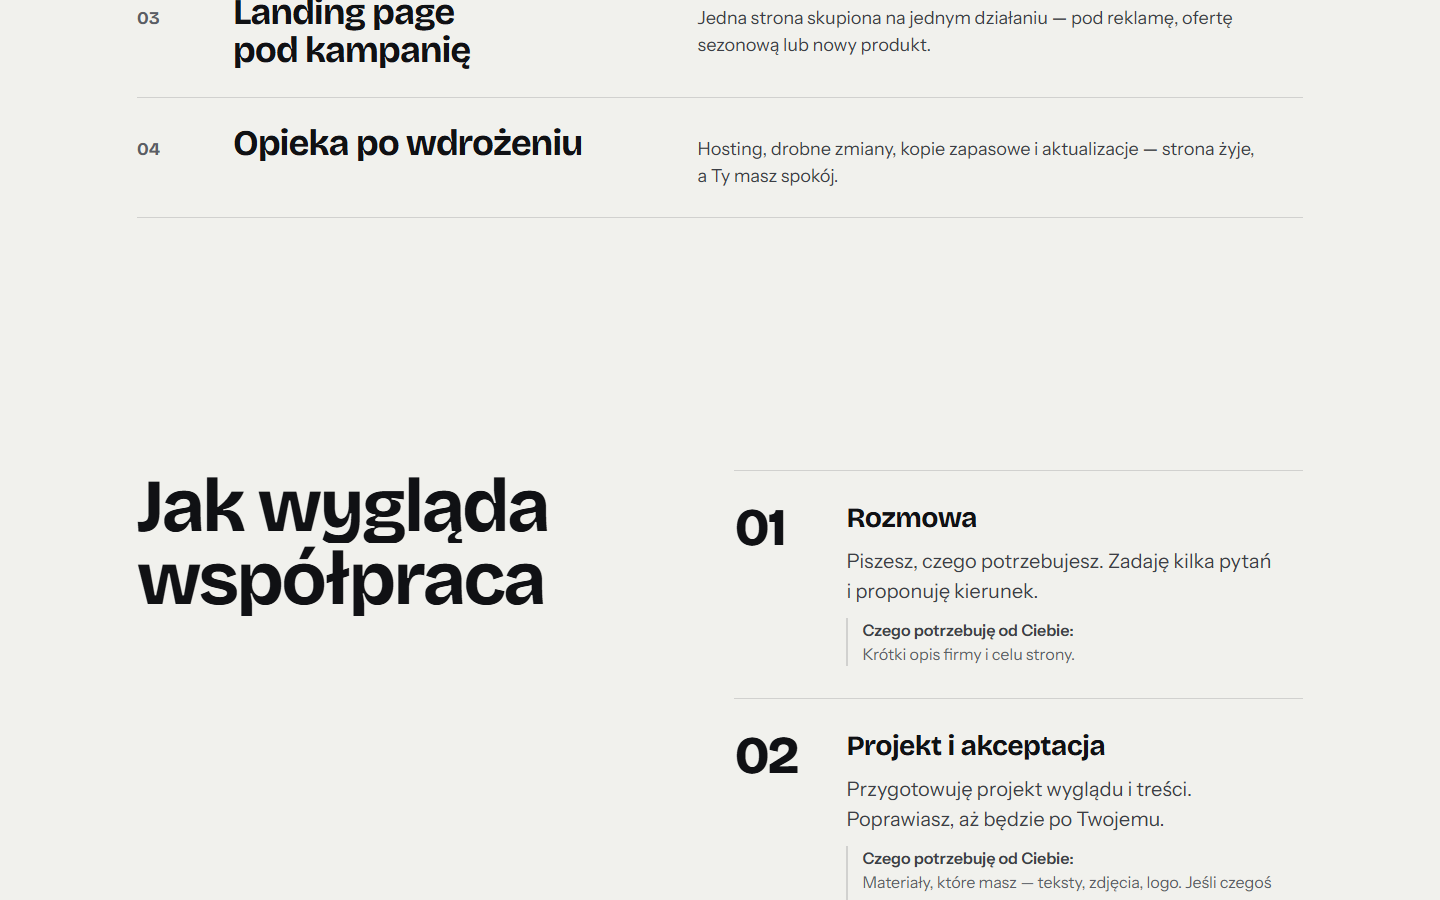 03
Landing page
pod kampanię
Jedna strona skupiona na jednym działaniu — pod reklamę, ofertę
sezonową lub nowy produkt.
04
Opieka po wdrożeniu
Hosting, drobne zmiany, kopie zapasowe i aktualizacje — strona żyje,
a Ty masz spokój.
Jak wygląda
współpraca
01
Rozmowa
Piszesz, czego potrzebujesz. Zadaję kilka pytań
i proponuję kierunek.
Czego potrzebuję od Ciebie:
Krótki opis firmy i celu strony.
02
Projekt i akceptacja
Przygotowuję projekt wyglądu i treści.
Poprawiasz, aż będzie po Twojemu.
Czego potrzebuję od Ciebie:
Materiały, które masz — teksty, zdjęcia, logo. Jeśli czegoś